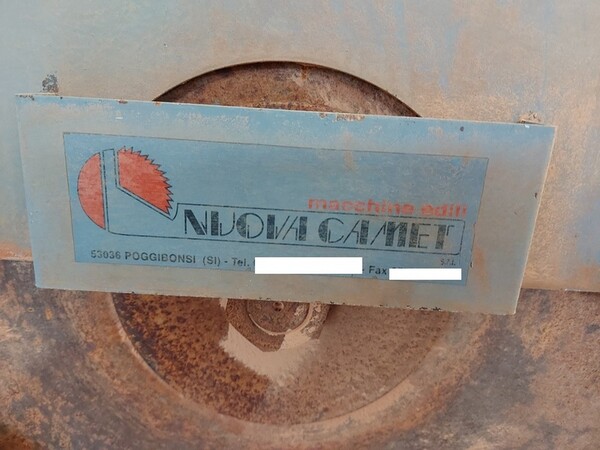 macchine edili
NUOVA CAMET
S.r.L.
53036 POGGIBONSI (SI) - Tel.
- Fax